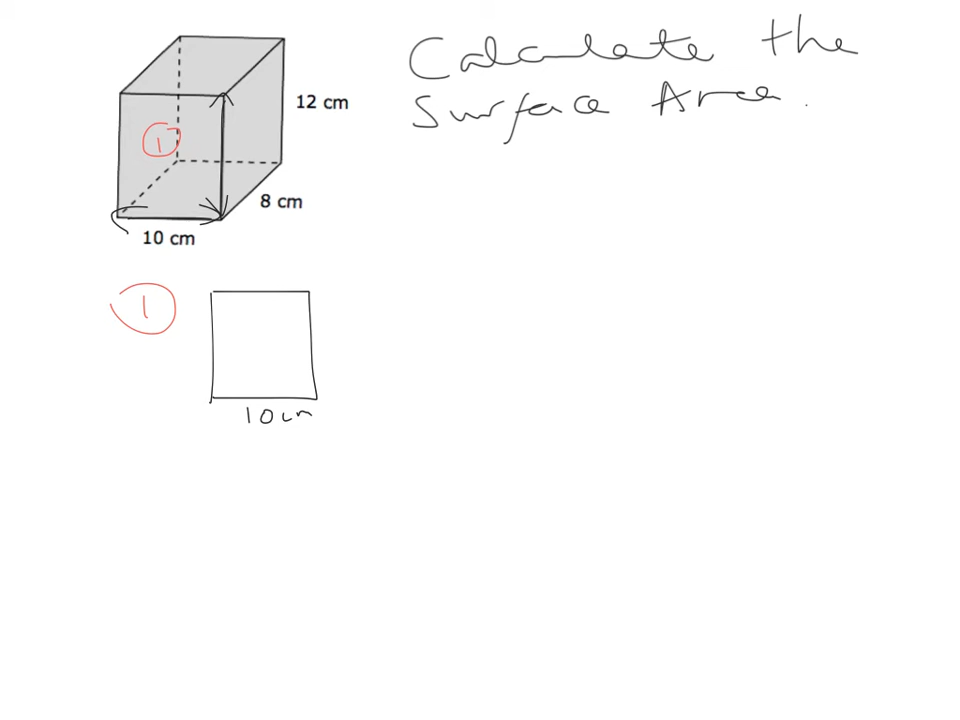 Calculate the
Surface Area.
12 cm
1
8 cm
10 cm
1
10cm